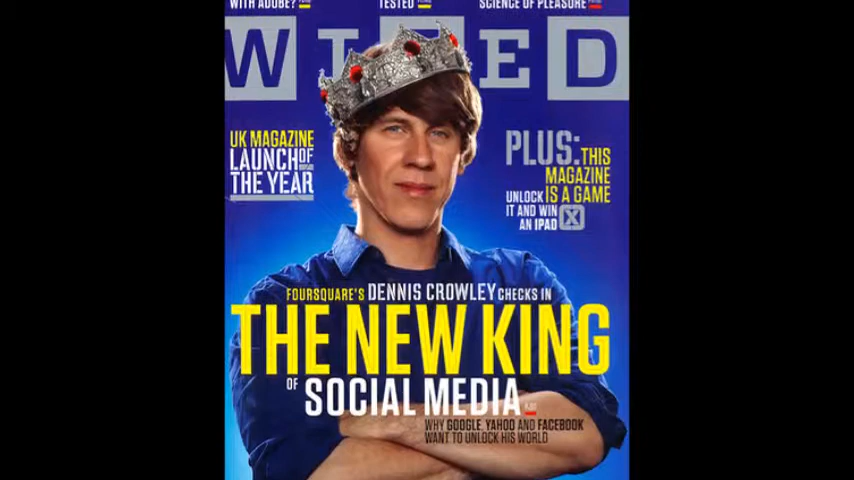 WITH ADOBE?
TESTED
SCIENCE OF PLEASURE
WIRED
UK MAGAZINE
LAUNCH OF
THE YEAR
PLUS: THIS
MAGAZINE
IS A GAME
UNLOCK
IT AND WIN
AN IPAD
X
FOURSQUARE'S DENNIS CROWLEY CHECKS IN
THE NEW KING
OF SOCIAL MEDIA
WHY GOOGLE, YAHOO AND FACEBOOK
WANT TO UNLOCK HIS WORLD